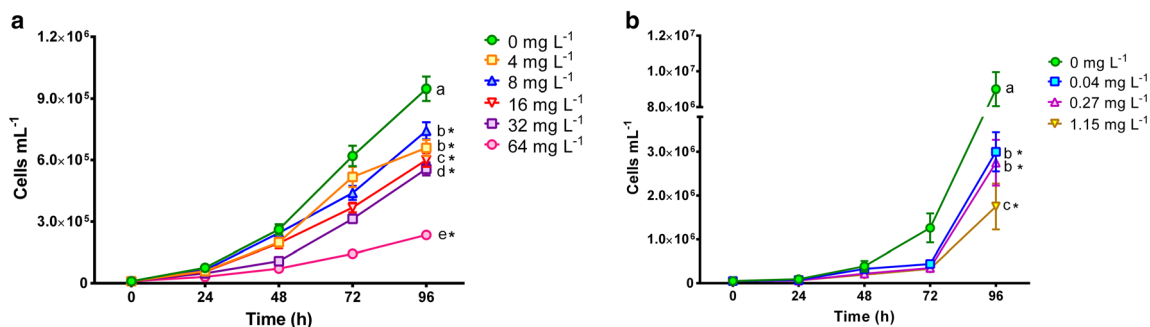 a
1.2×10⁶
9.0×10⁵
6.0×10⁵
3.0×10⁵
0
Cells mL⁻¹
0 24 48 72 96
Time (h)
a
b*
b*
c*
d*
e*
0 mg L⁻¹
4 mg L⁻¹
8 mg L⁻¹
16 mg L⁻¹
32 mg L⁻¹
64 mg L⁻¹
b
1.2×10⁷
1.0×10⁷
8.0×10⁶
3.0×10⁶
2.0×10⁶
1.0×10⁶
0
Cells mL⁻¹
0 24 48 72 96
Time (h)
a
b*
b*
c*
0 mg L⁻¹
0.04 mg L⁻¹
0.27 mg L⁻¹
1.15 mg L⁻¹